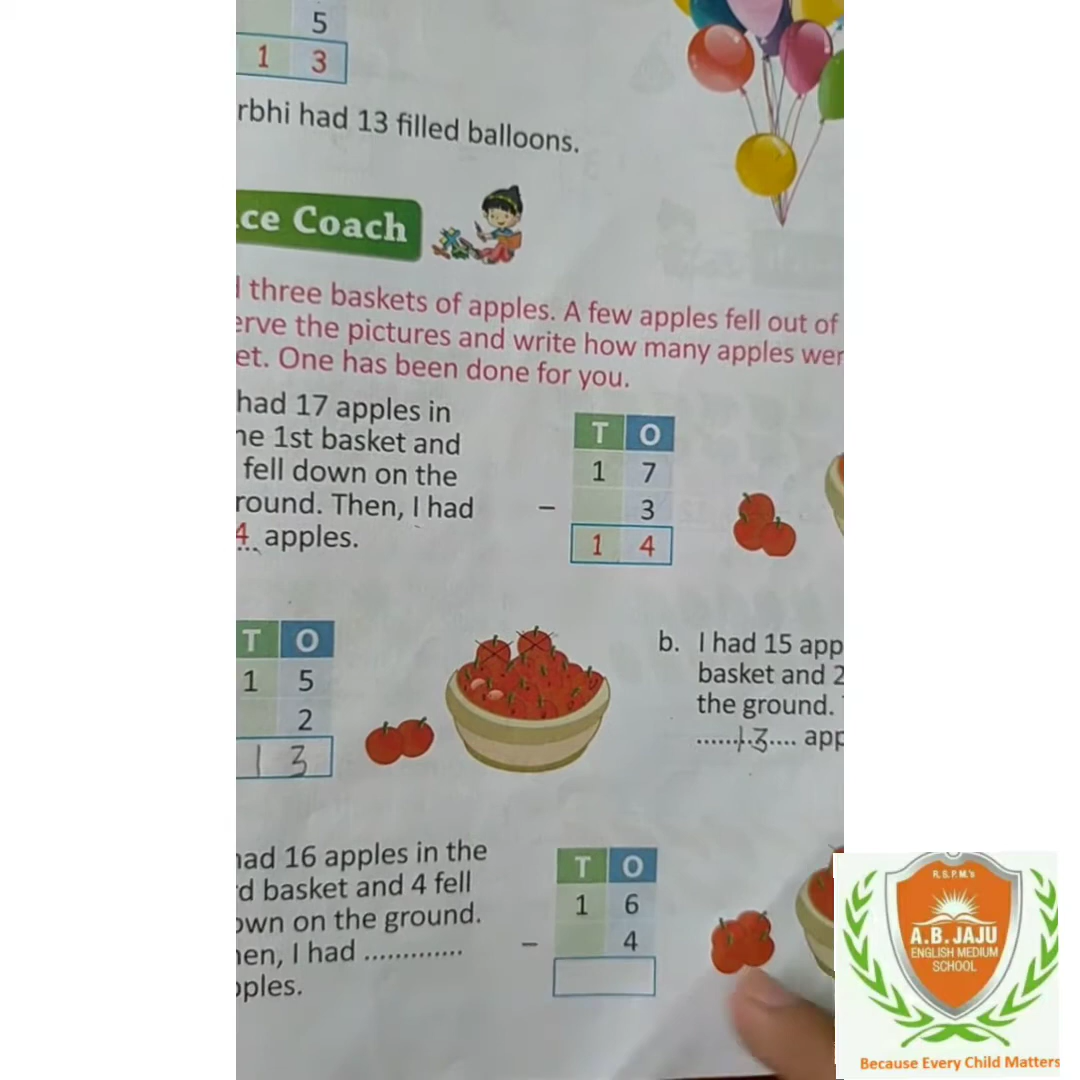 5
1 3
rbhi had 13 filled balloons.
ce Coach
three baskets of apples. A few apples fell out of
erve the pictures and write how many apples wer
et. One has been done for you.
had 17 apples in
he 1st basket and
fell down on the
round. Then, I had
4 apples.
T O
1 7
− 3
1 4
T O
1 5
2
1 3
b. I had 15 app
basket and 2
the ground.
......13.... app
had 16 apples in the
d basket and 4 fell
own on the ground.
hen, I had .............
pples.
T O
1 6
− 4
R.S.P.M.'s
A.B. JAJU
ENGLISH MEDIUM
SCHOOL
Because Every Child Matters